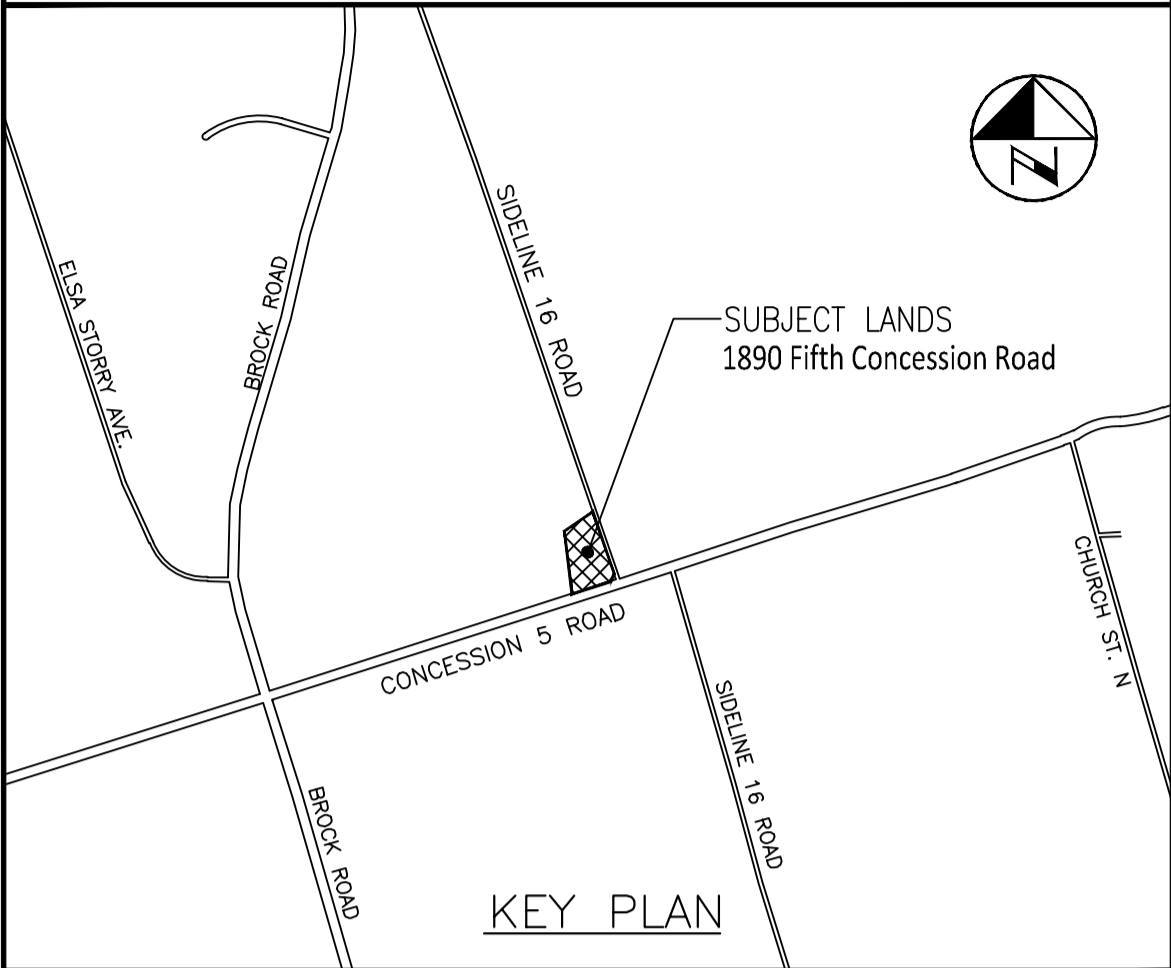 N
SIDELINE 16 ROAD
ELSA STORRY AVE.
BROCK ROAD
SUBJECT LANDS
1890 Fifth Concession Road
CONCESSION 5 ROAD
CHURCH ST. N
SIDELINE 16 ROAD
BROCK ROAD
KEY PLAN